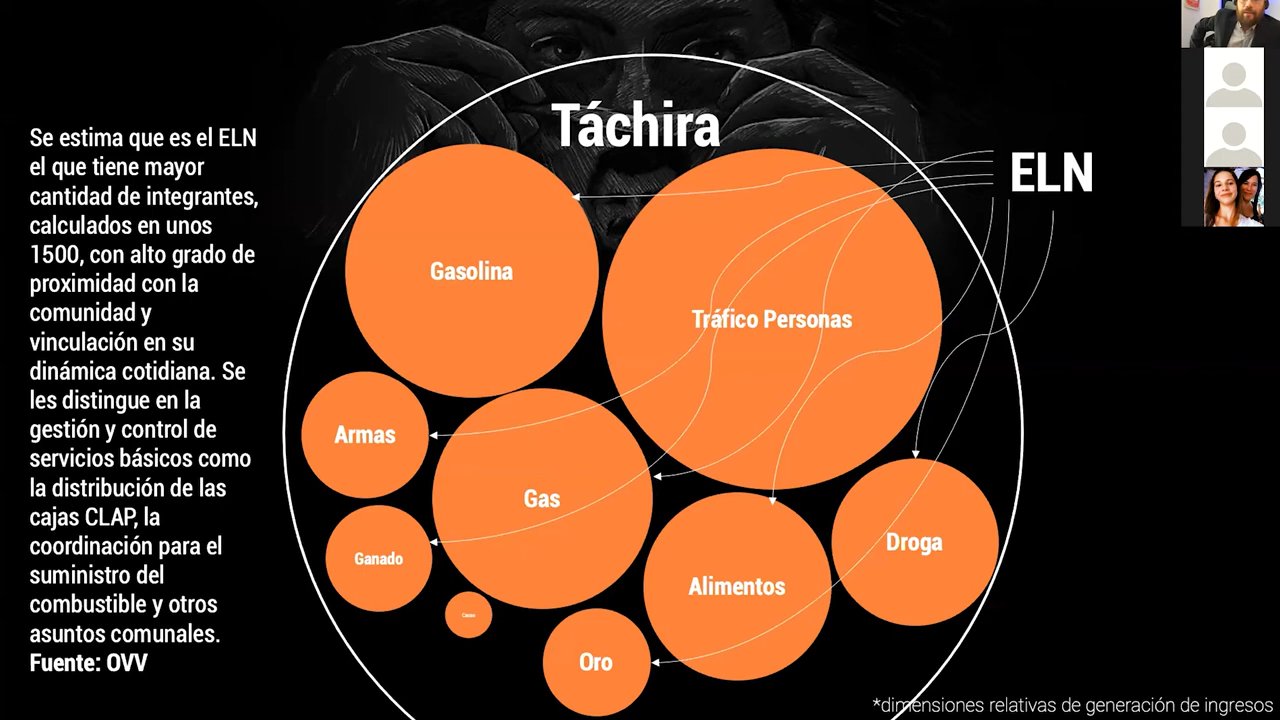 Táchira
ELN
Se estima que es el ELN
el que tiene mayor
cantidad de integrantes,
calculados en unos
1500, con alto grado de
proximidad con la
comunidad y
vinculación en su
dinámica cotidiana. Se
les distingue en la
gestión y control de
servicios básicos como
la distribución de las
cajas CLAP, la
coordinación para el
suministro del
combustible y otros
asuntos comunales.
Fuente: OVV
Gasolina
Tráfico Personas
Armas
Gas
Ganado
Alimentos
Droga
Oro
*dimensiones relativas de generación de ingresos